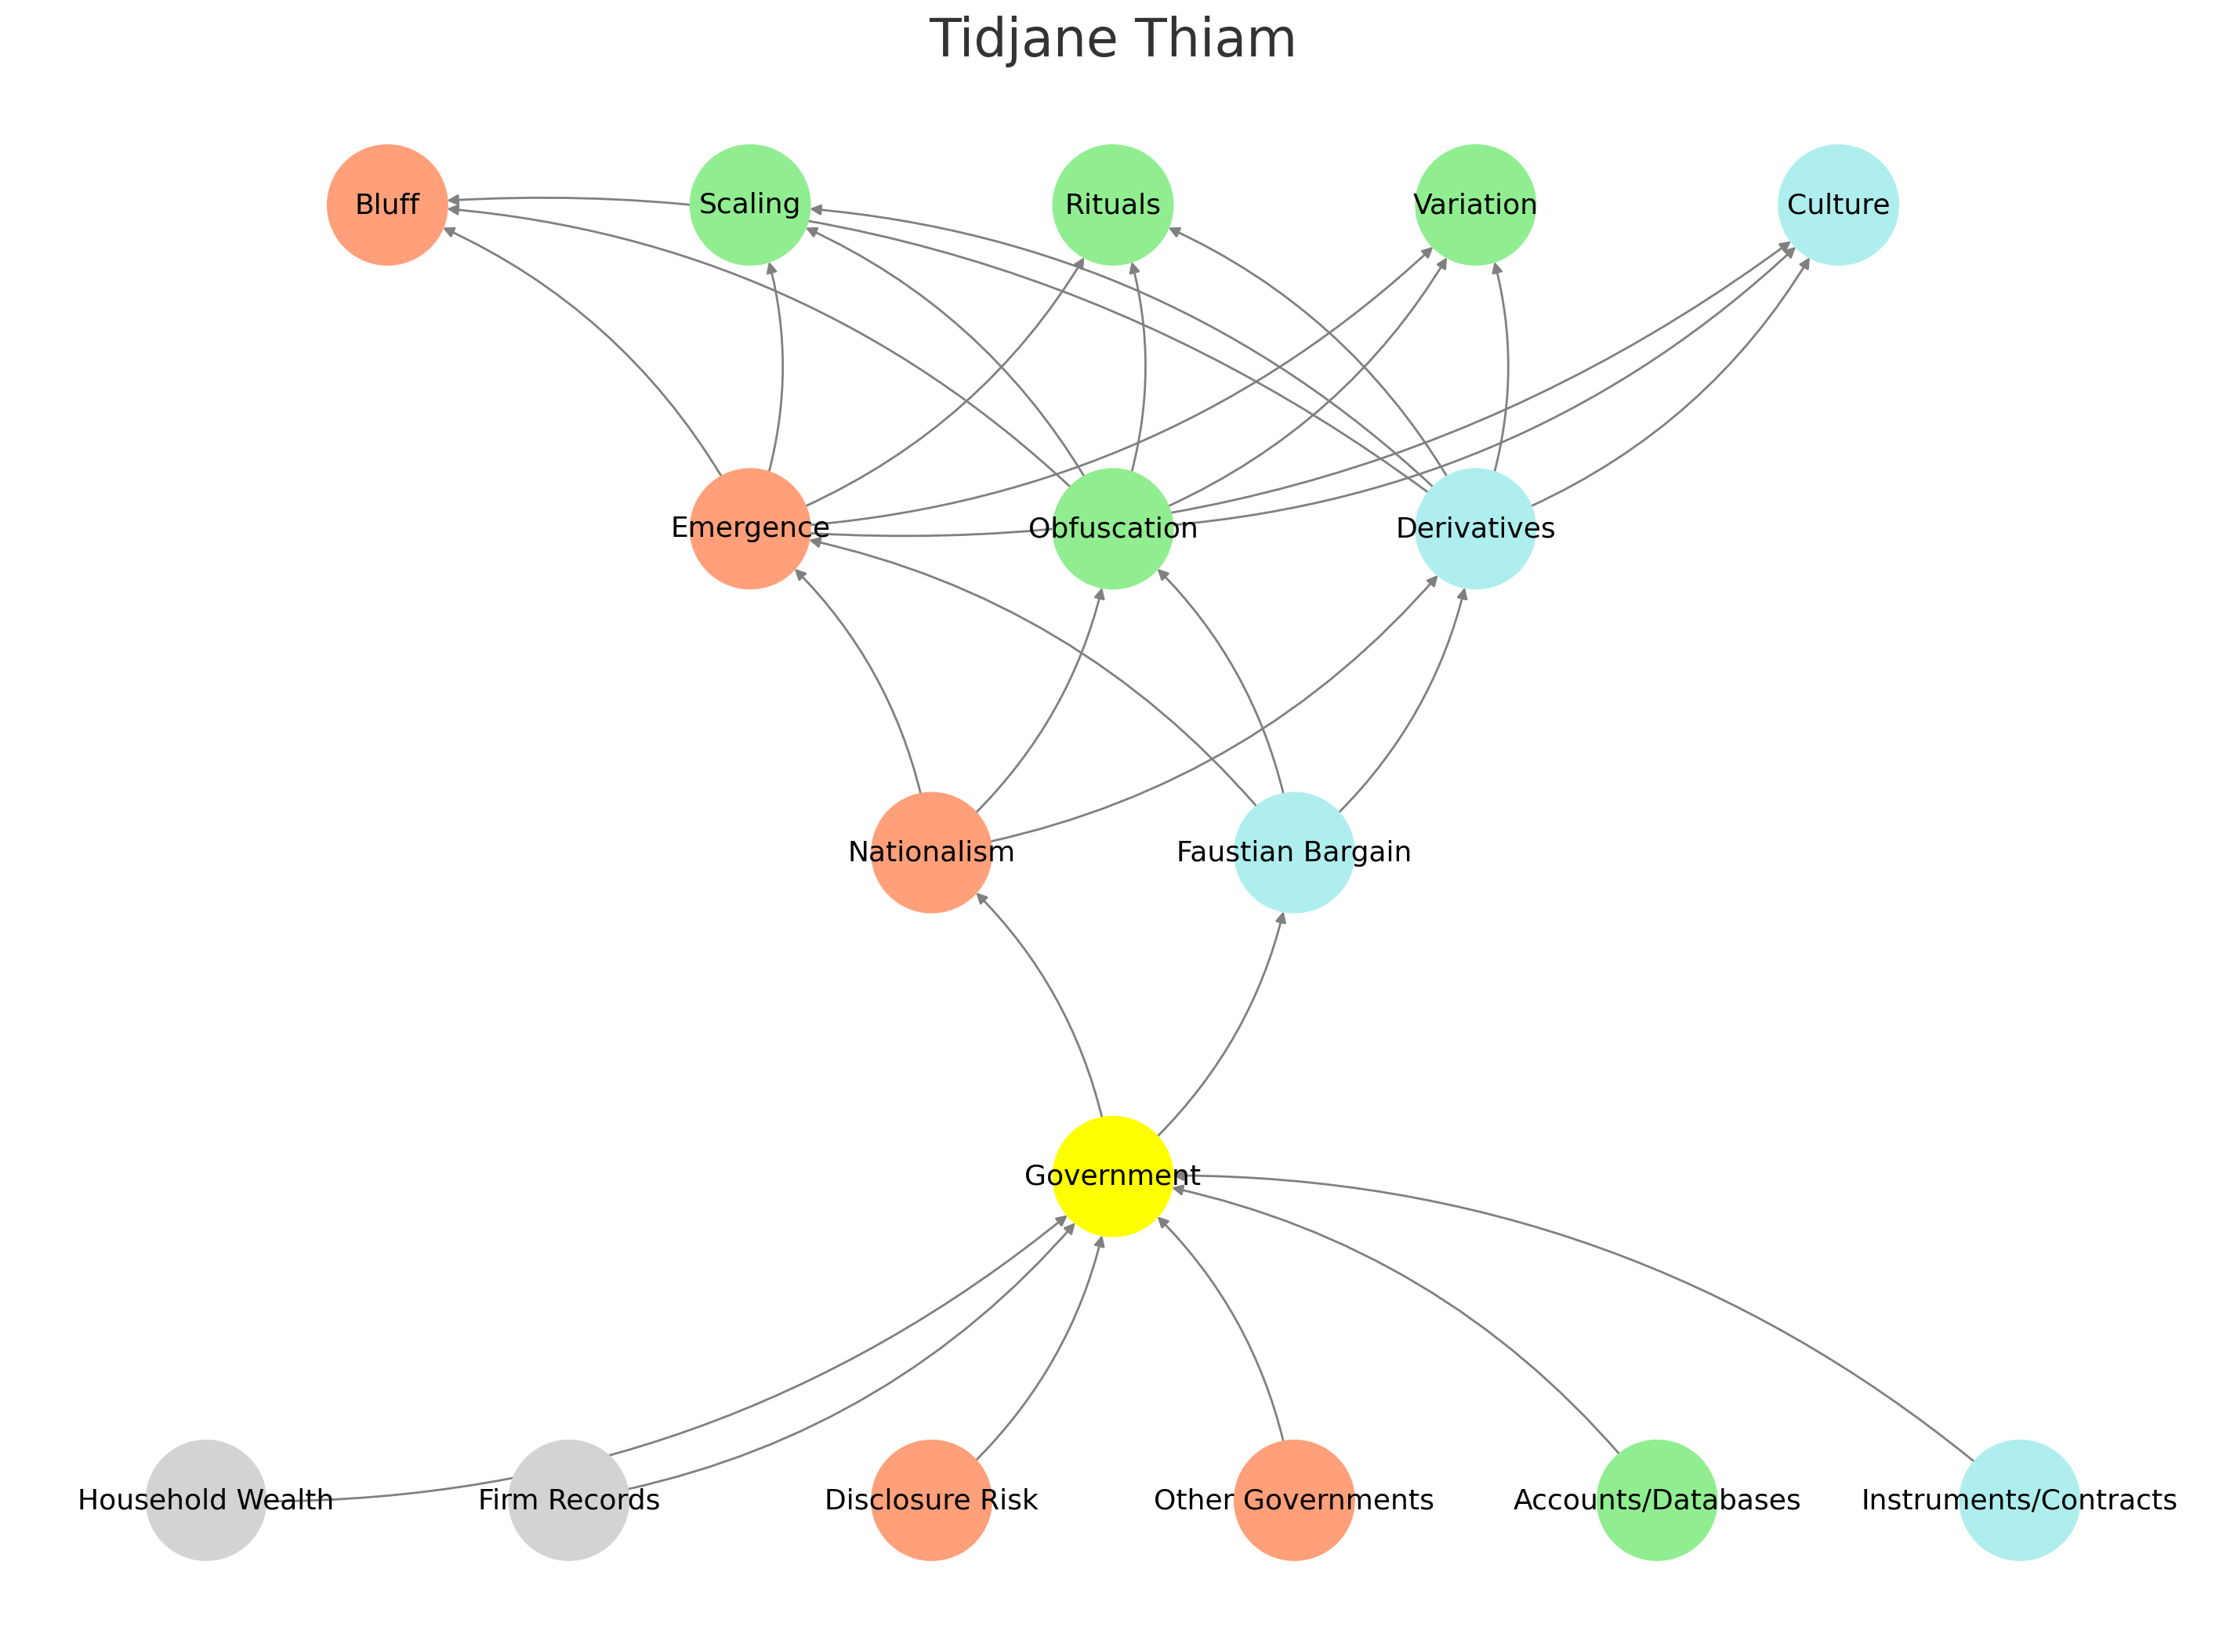 Tidjane Thiam
Bluff
Scaling
Rituals
Variation
Culture
Emergence
Obfuscation
Derivatives
Nationalism
Faustian Bargain
Government
Household Wealth
Firm Records
Disclosure Risk
Other Governments
Accounts/Databases
Instruments/Contracts